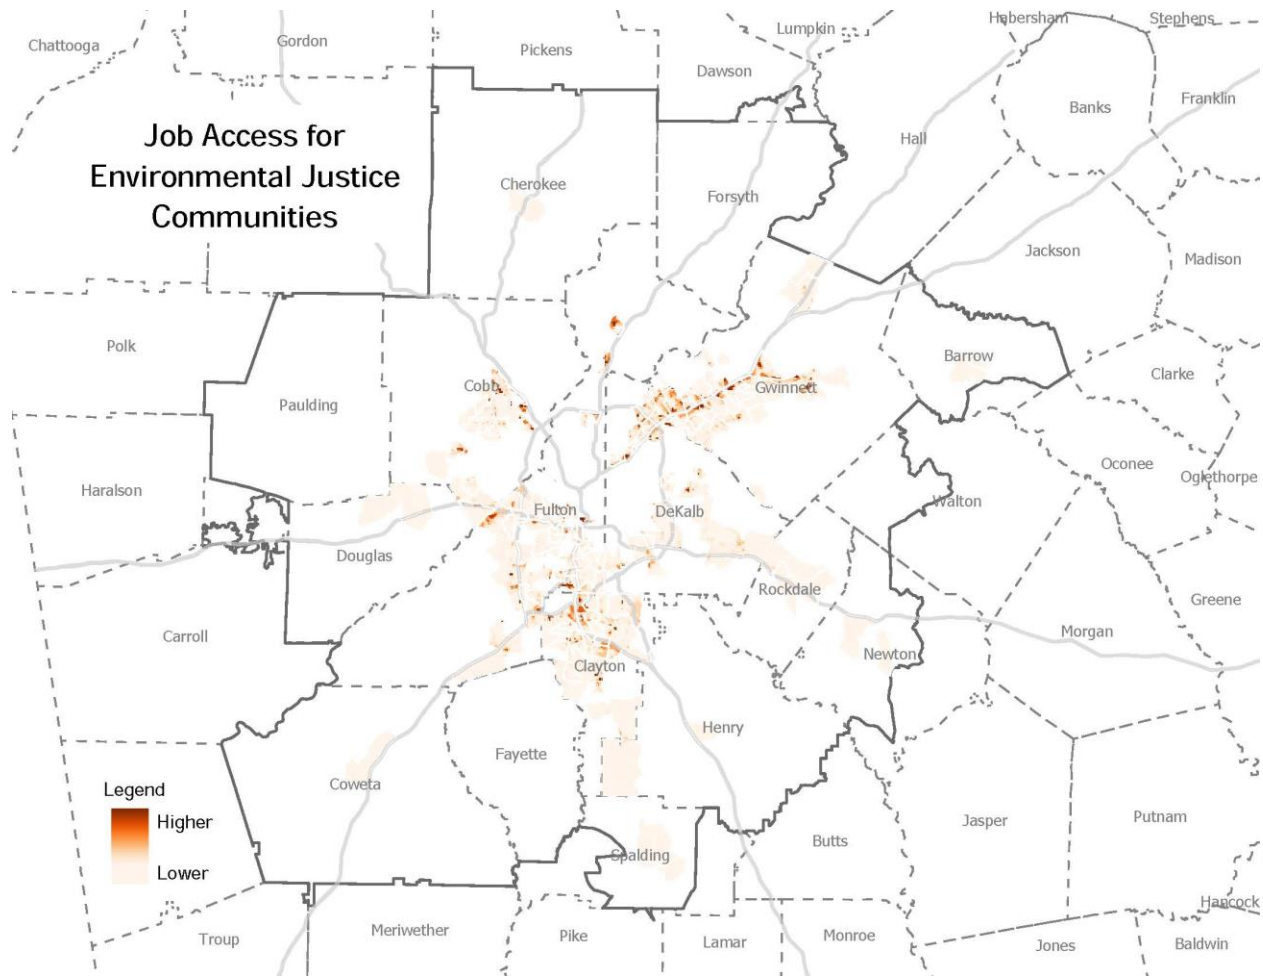 Habersham
Stephens
Lumpkin
Gordon
Chattooga
Pickens
Dawson
Franklin
Banks
Job Access for
Environmental Justice
Communities
Hall
Cherokee
Forsyth
Jackson
Madison
Polk
Barrow
Clarke
Cobb
Gwinnett
Paulding
Oconee
Oglethorpe
Haralson
Walton
Fulton
DeKalb
Douglas
Rockdale
Greene
Carroll
Morgan
Newton
Clayton
Henry
Fayette
Coweta
Legend
Higher
Lower
Jasper
Putnam
Butts
Spalding
Hancock
Troup
Meriwether
Pike
Lamar
Monroe
Jones
Baldwin